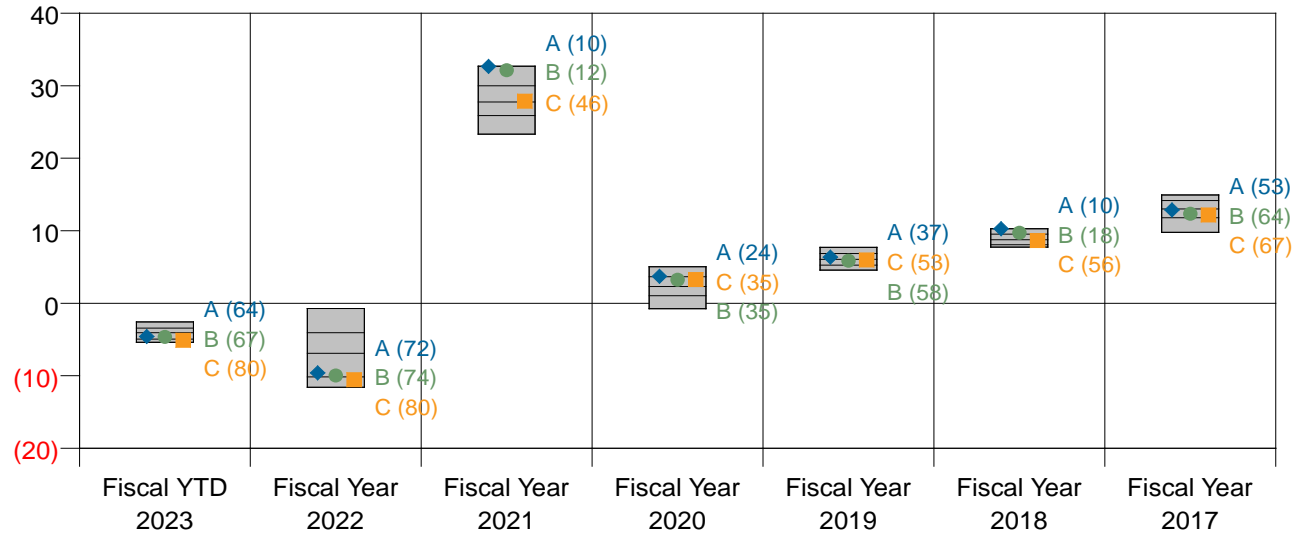 40
30
20
10
0
(10)
(20)
A (64)
B (67)
C (80)
A (72)
B (74)
C (80)
A (10)
B (12)
C (46)
A (24)
C (35)
B (35)
A (37)
C (53)
B (58)
A (10)
B (18)
C (56)
A (53)
B (64)
C (67)
Fiscal YTD
2023
Fiscal Year
2022
Fiscal Year
2021
Fiscal Year
2020
Fiscal Year
2019
Fiscal Year
2018
Fiscal Year
2017